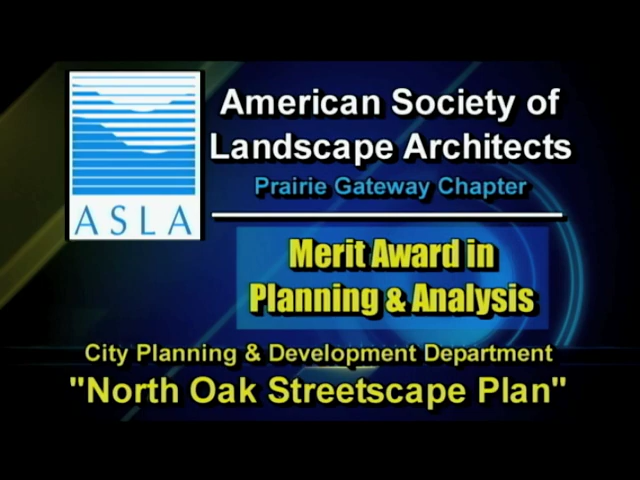 ASLA
American Society of
Landscape Architects
Prairie Gateway Chapter
Merit Award in
Planning & Analysis
City Planning & Development Department
"North Oak Streetscape Plan"